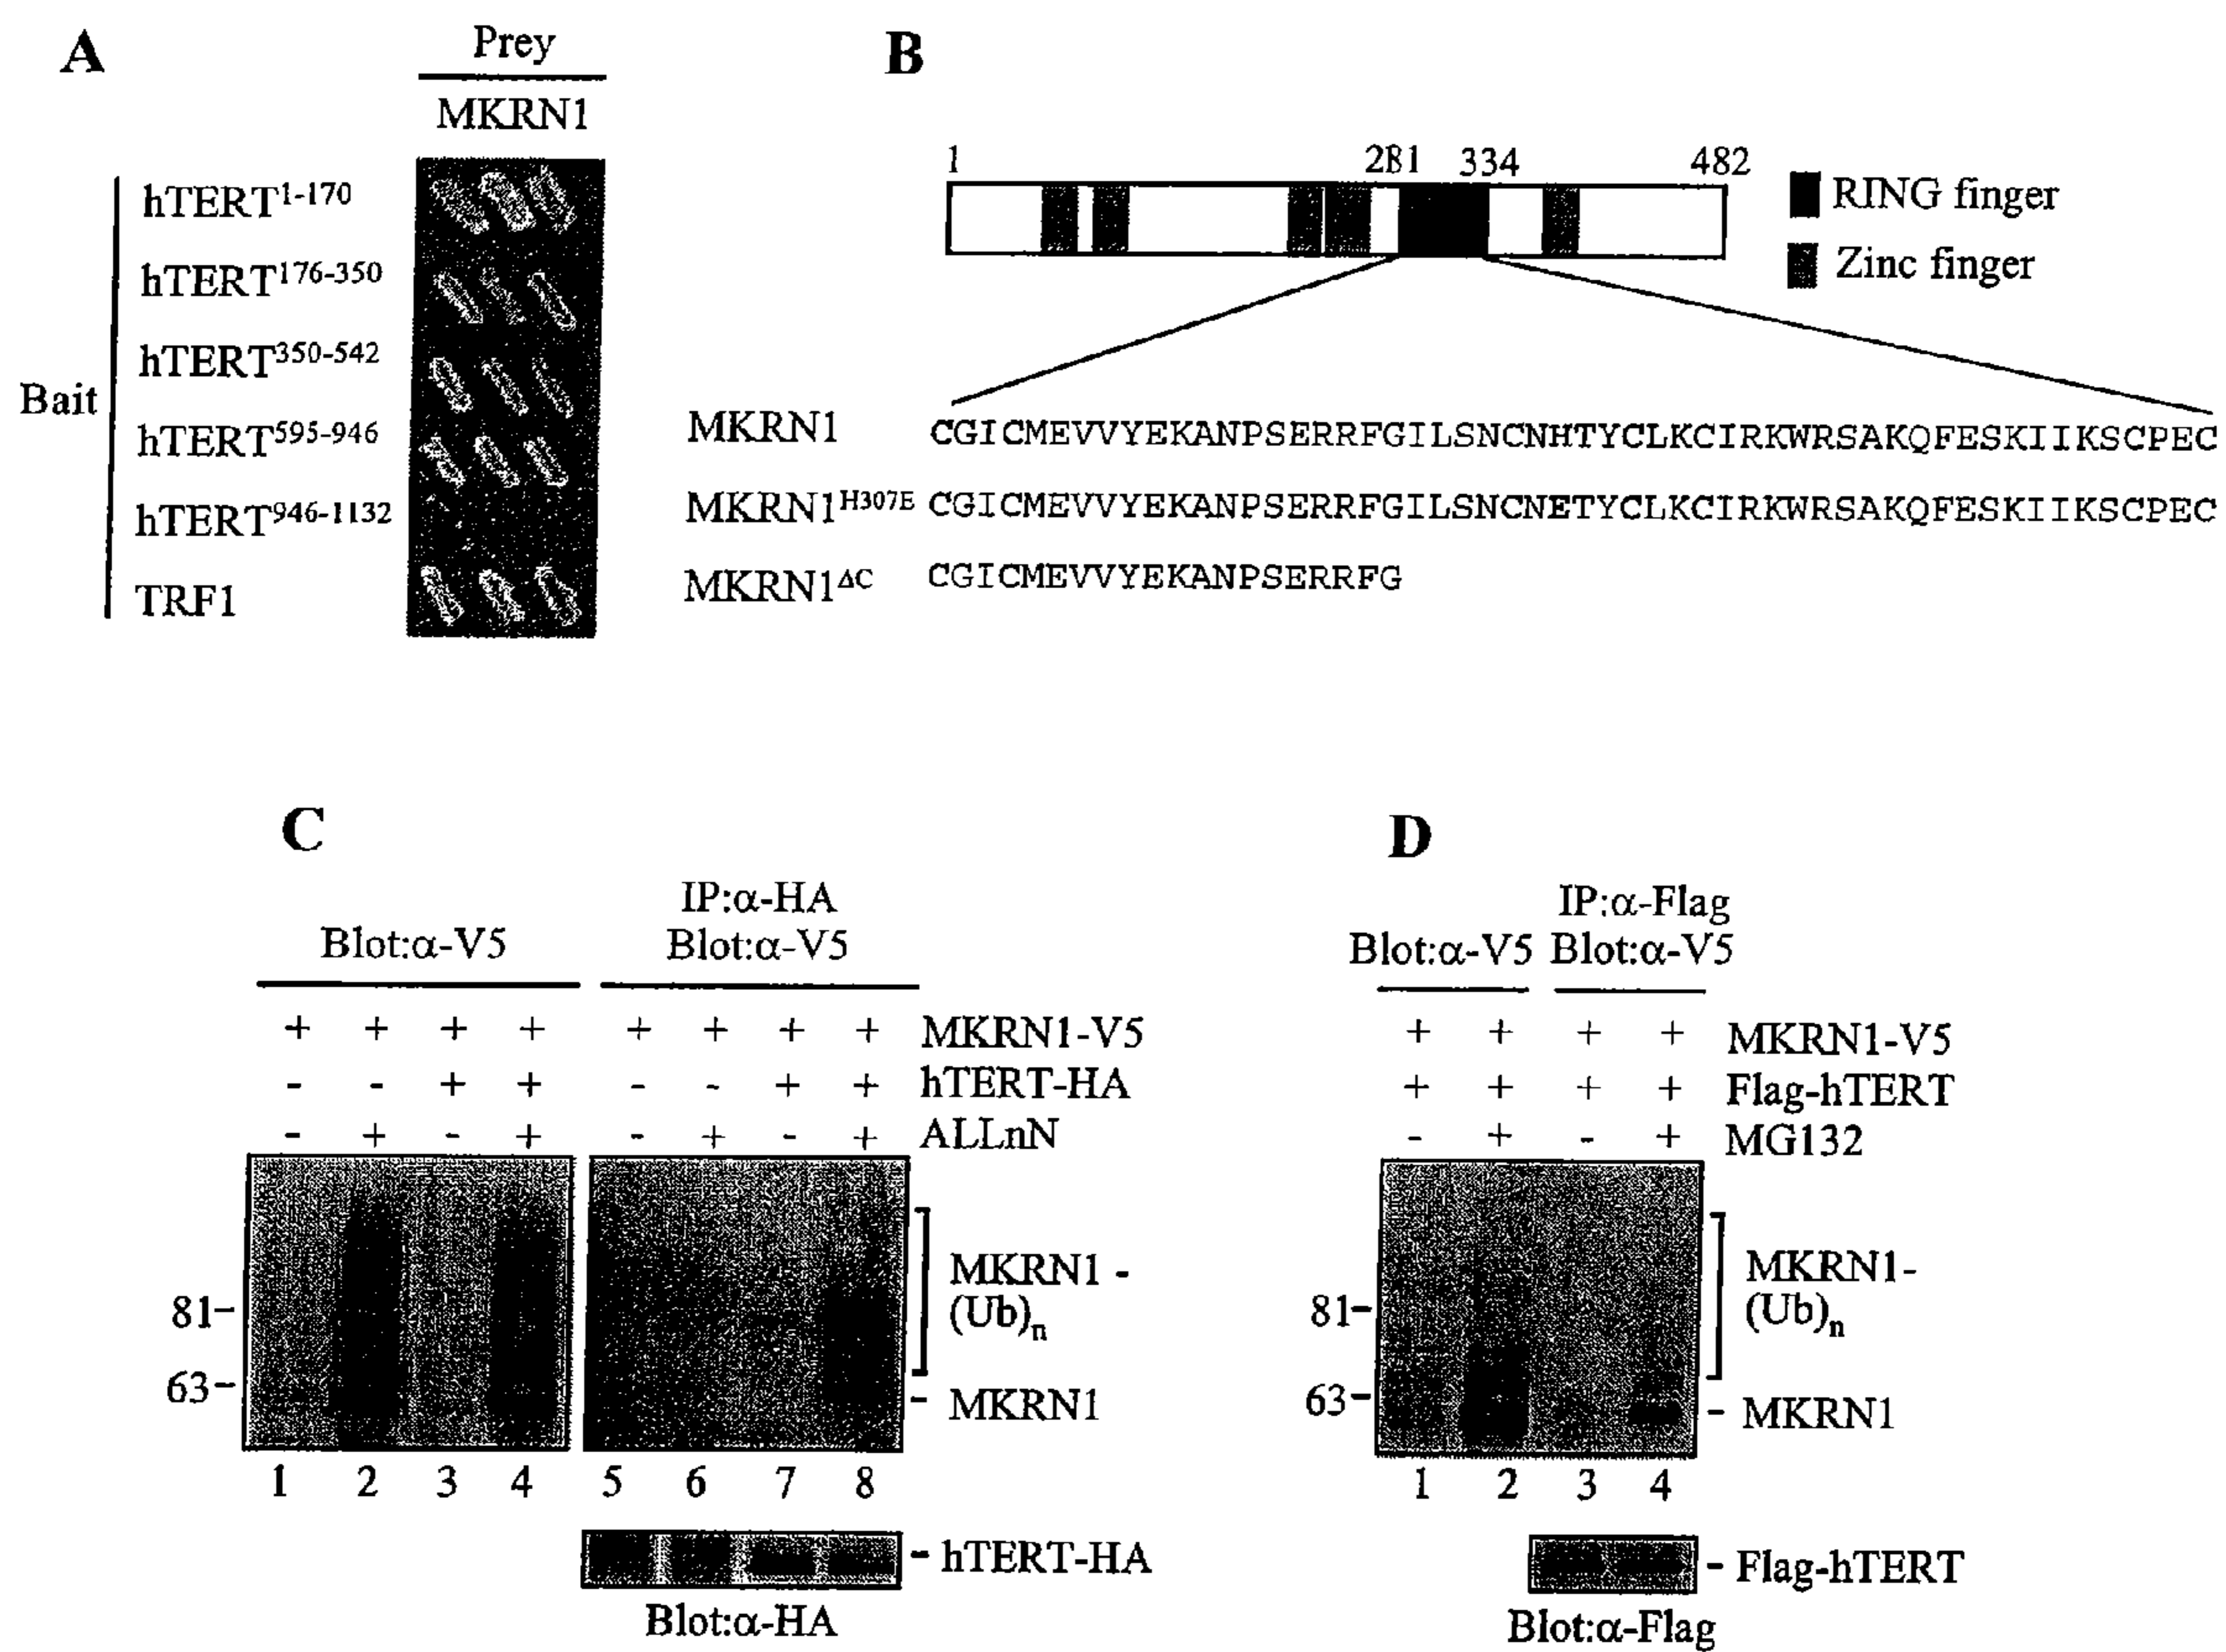 A
Prey
MKRN1
Bait
hTERT1-170
hTERT176-350
hTERT350-542
hTERT595-946
hTERT946-1132
TRF1
B
1 281 334 482
RING finger
Zinc finger
MKRN1 CGICMEVVYEKANPSERRFGILSNCNHTYCLKCIRKWRSAKQFESKIIKSCPEC
MKRN1H307E CGICMEVVYEKANPSERRFGILSNCNETYCLKCIRKWRSAKQFESKIIKSCPEC
MKRN1ΔC CGICMEVVYEKANPSERRFG
C
Blot:α-V5
IP:α-HA
Blot:α-V5
+ + + + + + + + MKRN1-V5
- - + + - - + + hTERT-HA
- + - + - + - + ALLnN
81-
63-
MKRN1 -
(Ub)n
- MKRN1
1 2 3 4 5 6 7 8
- hTERT-HA
Blot:α-HA
D
Blot:α-V5
IP:α-Flag
Blot:α-V5
+ + + + MKRN1-V5
+ + + + Flag-hTERT
- + - + MG132
81-
63-
MKRN1-
(Ub)n
- MKRN1
1 2 3 4
- Flag-hTERT
Blot:α-Flag